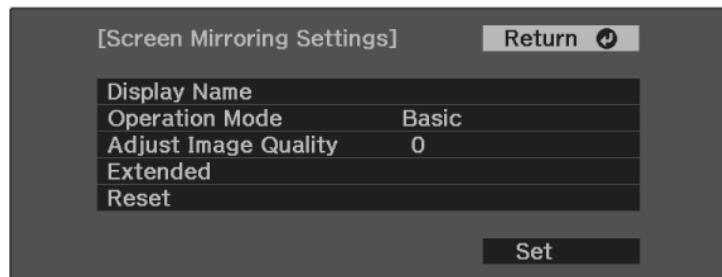 [Screen Mirroring Settings] Return
Display Name
Operation Mode Basic
Adjust Image Quality 0
Extended
Reset
Set